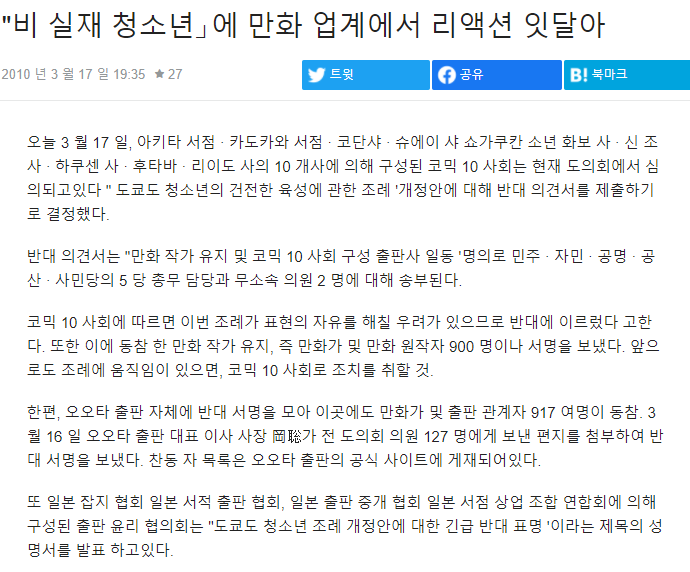 "비 실재 청소년」에 만화 업계에서 리액션 잇달아
2010 년 3 월 17 일 19:35 ★ 27
트윗
공유
B! 북마크
오늘 3 월 17 일, 아키타 서점 · 카도카와 서점 · 코단샤 · 슈에이 샤 쇼가쿠칸 소년 화보 사 · 신 조
사 · 하쿠센 사 · 후타바 · 리이도 사의 10 개사에 의해 구성된 코믹 10 사회는 현재 도의회에서 심
의되고있다 " 도쿄도 청소년의 건전한 육성에 관한 조례 '개정안에 대해 반대 의견서를 제출하기
로 결정했다.
반대 의견서는 "만화 작가 유지 및 코믹 10 사회 구성 출판사 일동 '명의로 민주 · 자민 · 공명 · 공
산 · 사민당의 5 당 총무 담당과 무소속 의원 2 명에 대해 송부된다.
코믹 10 사회에 따르면 이번 조례가 표현의 자유를 해칠 우려가 있으므로 반대에 이르렀다 고한
다. 또한 이에 동참 한 만화 작가 유지, 즉 만화가 및 만화 원작자 900 명이나 서명을 보냈다. 앞으
로도 조례에 움직임이 있으면, 코믹 10 사회로 조치를 취할 것.
한편, 오오타 출판 자체에 반대 서명을 모아 이곳에도 만화가 및 출판 관계자 917 여명이 동참. 3
월 16 일 오오타 출판 대표 이사 사장 岡聡가 전 도의회 의원 127 명에게 보낸 편지를 첨부하여 반
대 서명을 보냈다. 찬동 자 목록은 오오타 출판의 공식 사이트에 게재되어있다.
또 일본 잡지 협회 일본 서적 출판 협회, 일본 출판 중개 협회 일본 서점 상업 조합 연합회에 의해
구성된 출판 윤리 협의회는 "도쿄도 청소년 조례 개정안에 대한 긴급 반대 표명 '이라는 제목의 성
명서를 발표 하고있다.